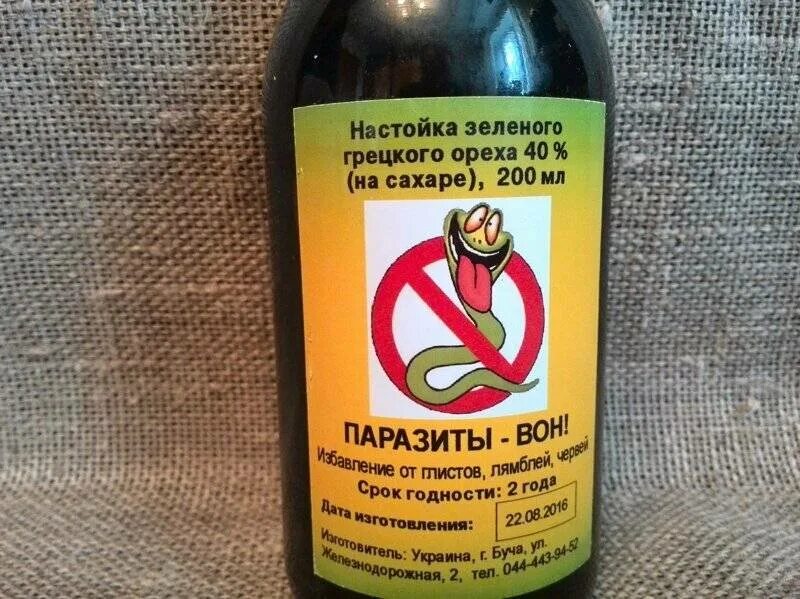 Настойка зеленого
грецкого ореха 40 %
(на сахаре), 200 мл
ПАРАЗИТЫ - ВОН!
Избавление от глистов, лямблей, червей
Срок годности: 2 года
Дата изготовления: 22.08.2016
Изготовитель: Украина, г. Буча, ул.
Железнодорожная, 2, тел. 044-443-94-52